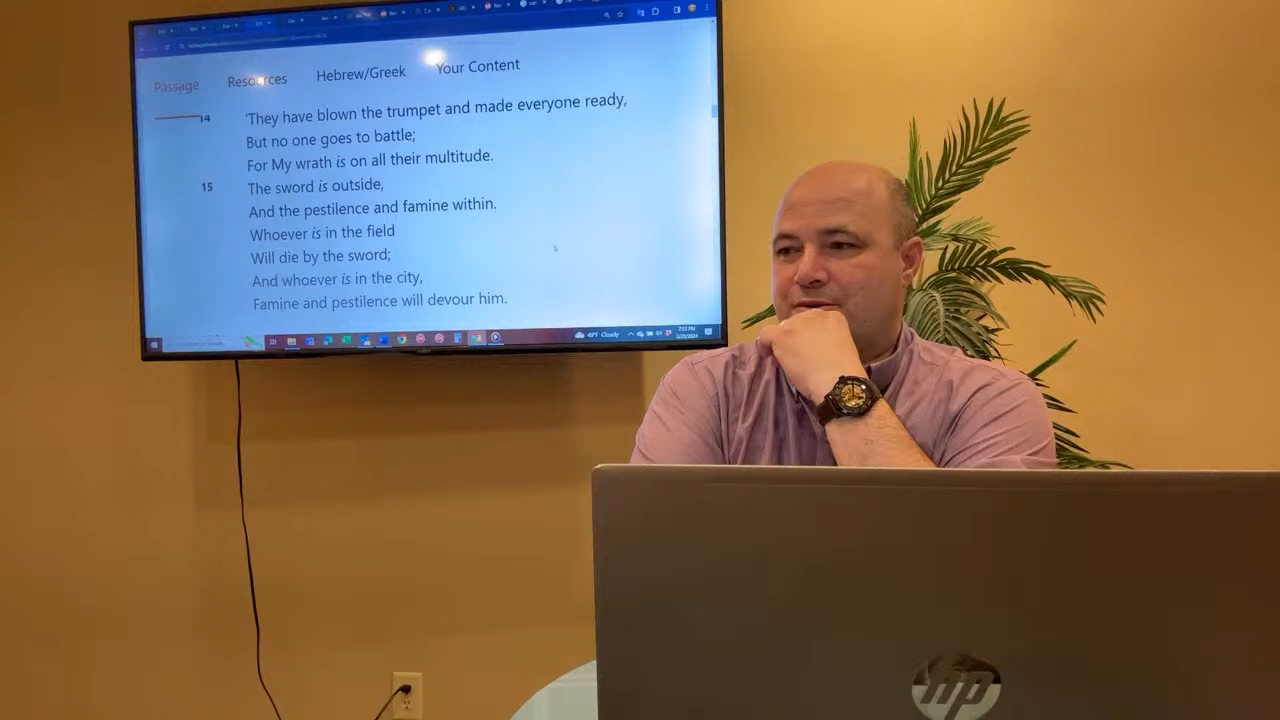 Passage
Resources
Hebrew/Greek
Your Content
14
'They have blown the trumpet and made everyone ready,
But no one goes to battle;
For My wrath is on all their multitude.
15
The sword is outside,
And the pestilence and famine within.
Whoever is in the field
Will die by the sword;
And whoever is in the city,
Famine and pestilence will devour him.
49°F Cloudy
hp